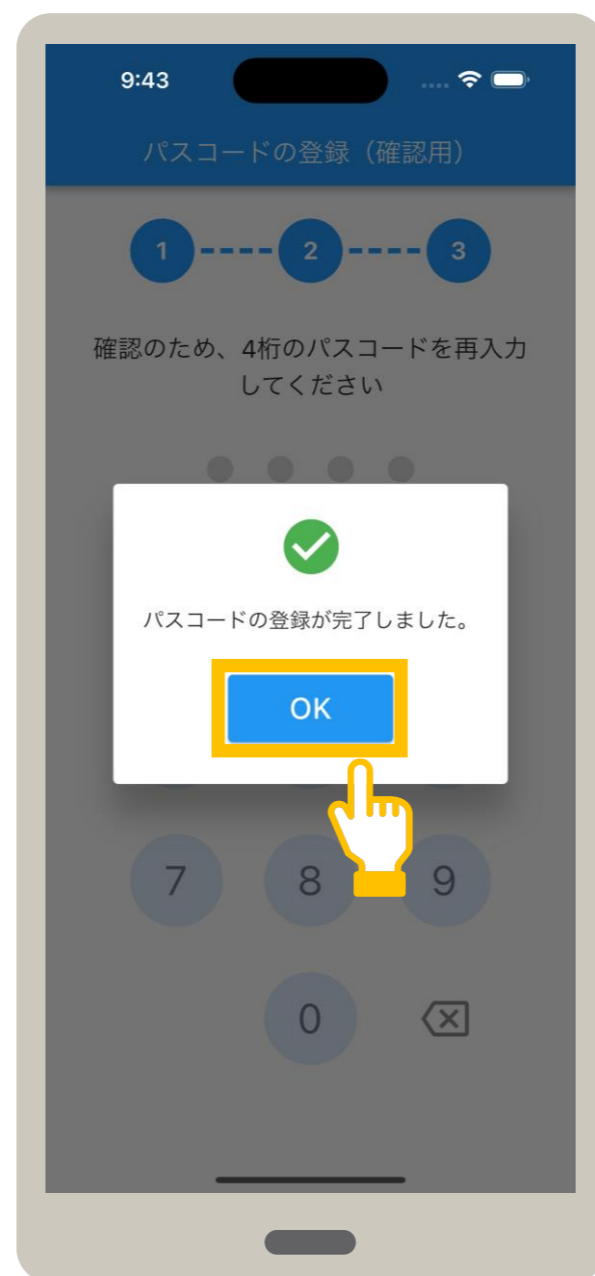 9:43
パスコードの登録（確認用）
1 2 3
確認のため、4桁のパスコードを再入力
してください
パスコードの登録が完了しました。
OK
7 8 9
0